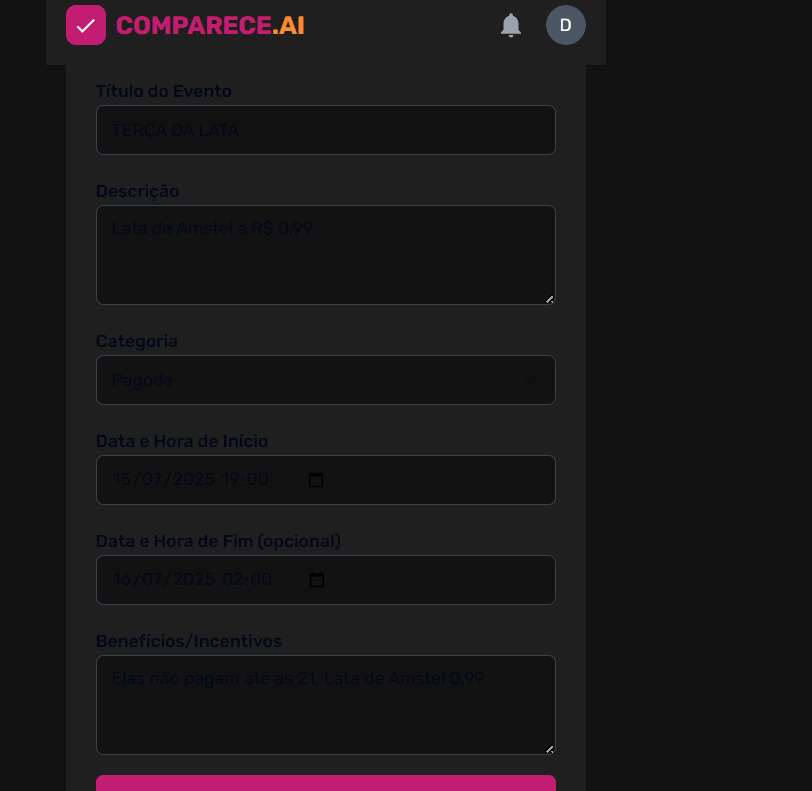 COMPARECE.AI
D
Título do Evento
TERÇA DA LATA
Descrição
Lata de Amstel a R$ 0,99
Categoria
Pagode
Data e Hora de Início
15/07/2025 19:00
Data e Hora de Fim (opcional)
16/07/2025 02:00
Benefícios/Incentivos
Elas não pagam até as 21, Lata de Amstel 0,99